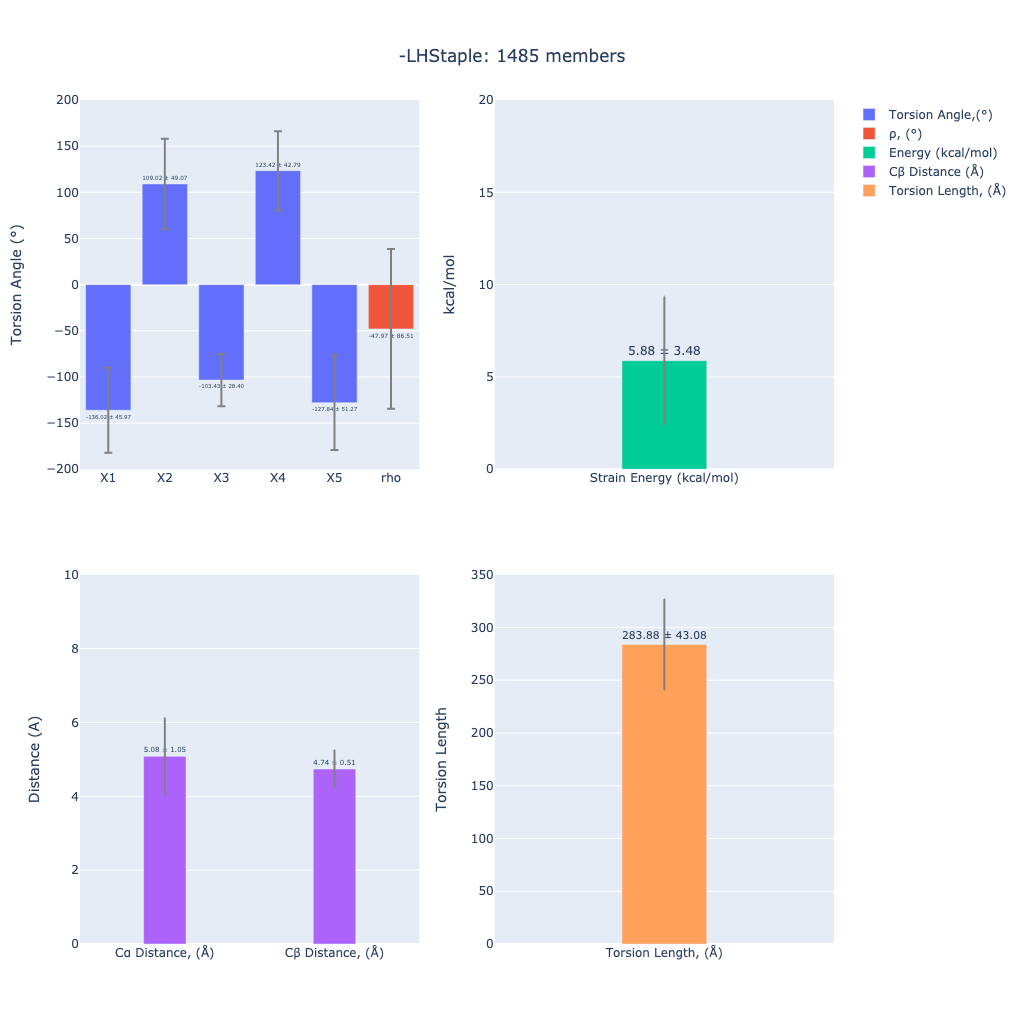 -LHStaple: 1485 members
Torsion Angle (°)
200
150
100
50
0
−50
−100
−150
−200
109.02 ± 49.07
123.42 ± 42.79
-136.02 ± 45.97
-103.43 ± 28.40
-127.84 ± 51.27
-47.97 ± 86.51
X1
X2
X3
X4
X5
rho
kcal/mol
20
15
10
5
0
5.88 ± 3.48
Strain Energy (kcal/mol)
Torsion Angle,(°)
ρ, (°)
Energy (kcal/mol)
Cβ Distance (Å)
Torsion Length, (Å)
Distance (A)
10
8
6
4
2
0
5.08 ± 1.05
4.74 ± 0.51
Cα Distance, (Å)
Cβ Distance, (Å)
Torsion Length
350
300
250
200
150
100
50
0
283.88 ± 43.08
Torsion Length, (Å)